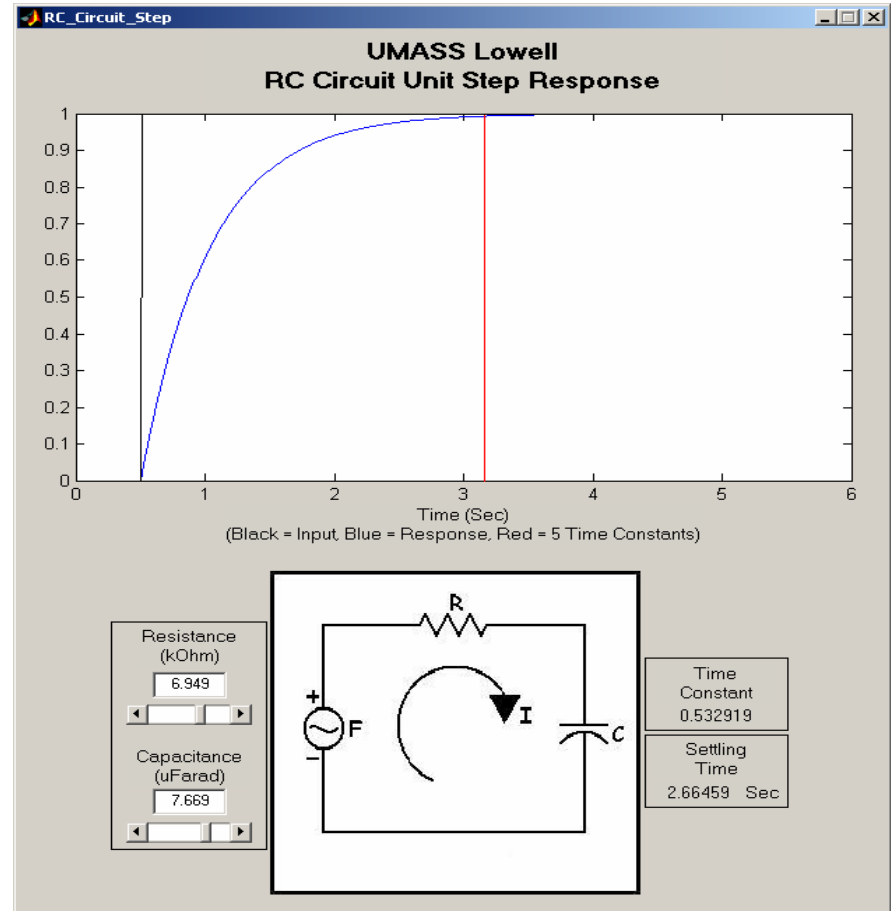 RC_Circuit_Step
UMASS Lowell
RC Circuit Unit Step Response
1
0.9
0.8
0.7
0.6
0.5
0.4
0.3
0.2
0.1
0
0 1 2 3 4 5 6
Time (Sec)
(Black = Input, Blue = Response, Red = 5 Time Constants)
Resistance
(kOhm)
6.949
Capacitance
(uFarad)
7.669
R
+
F
−
I
C
Time
Constant
0.532919
Settling
Time
2.66459 Sec